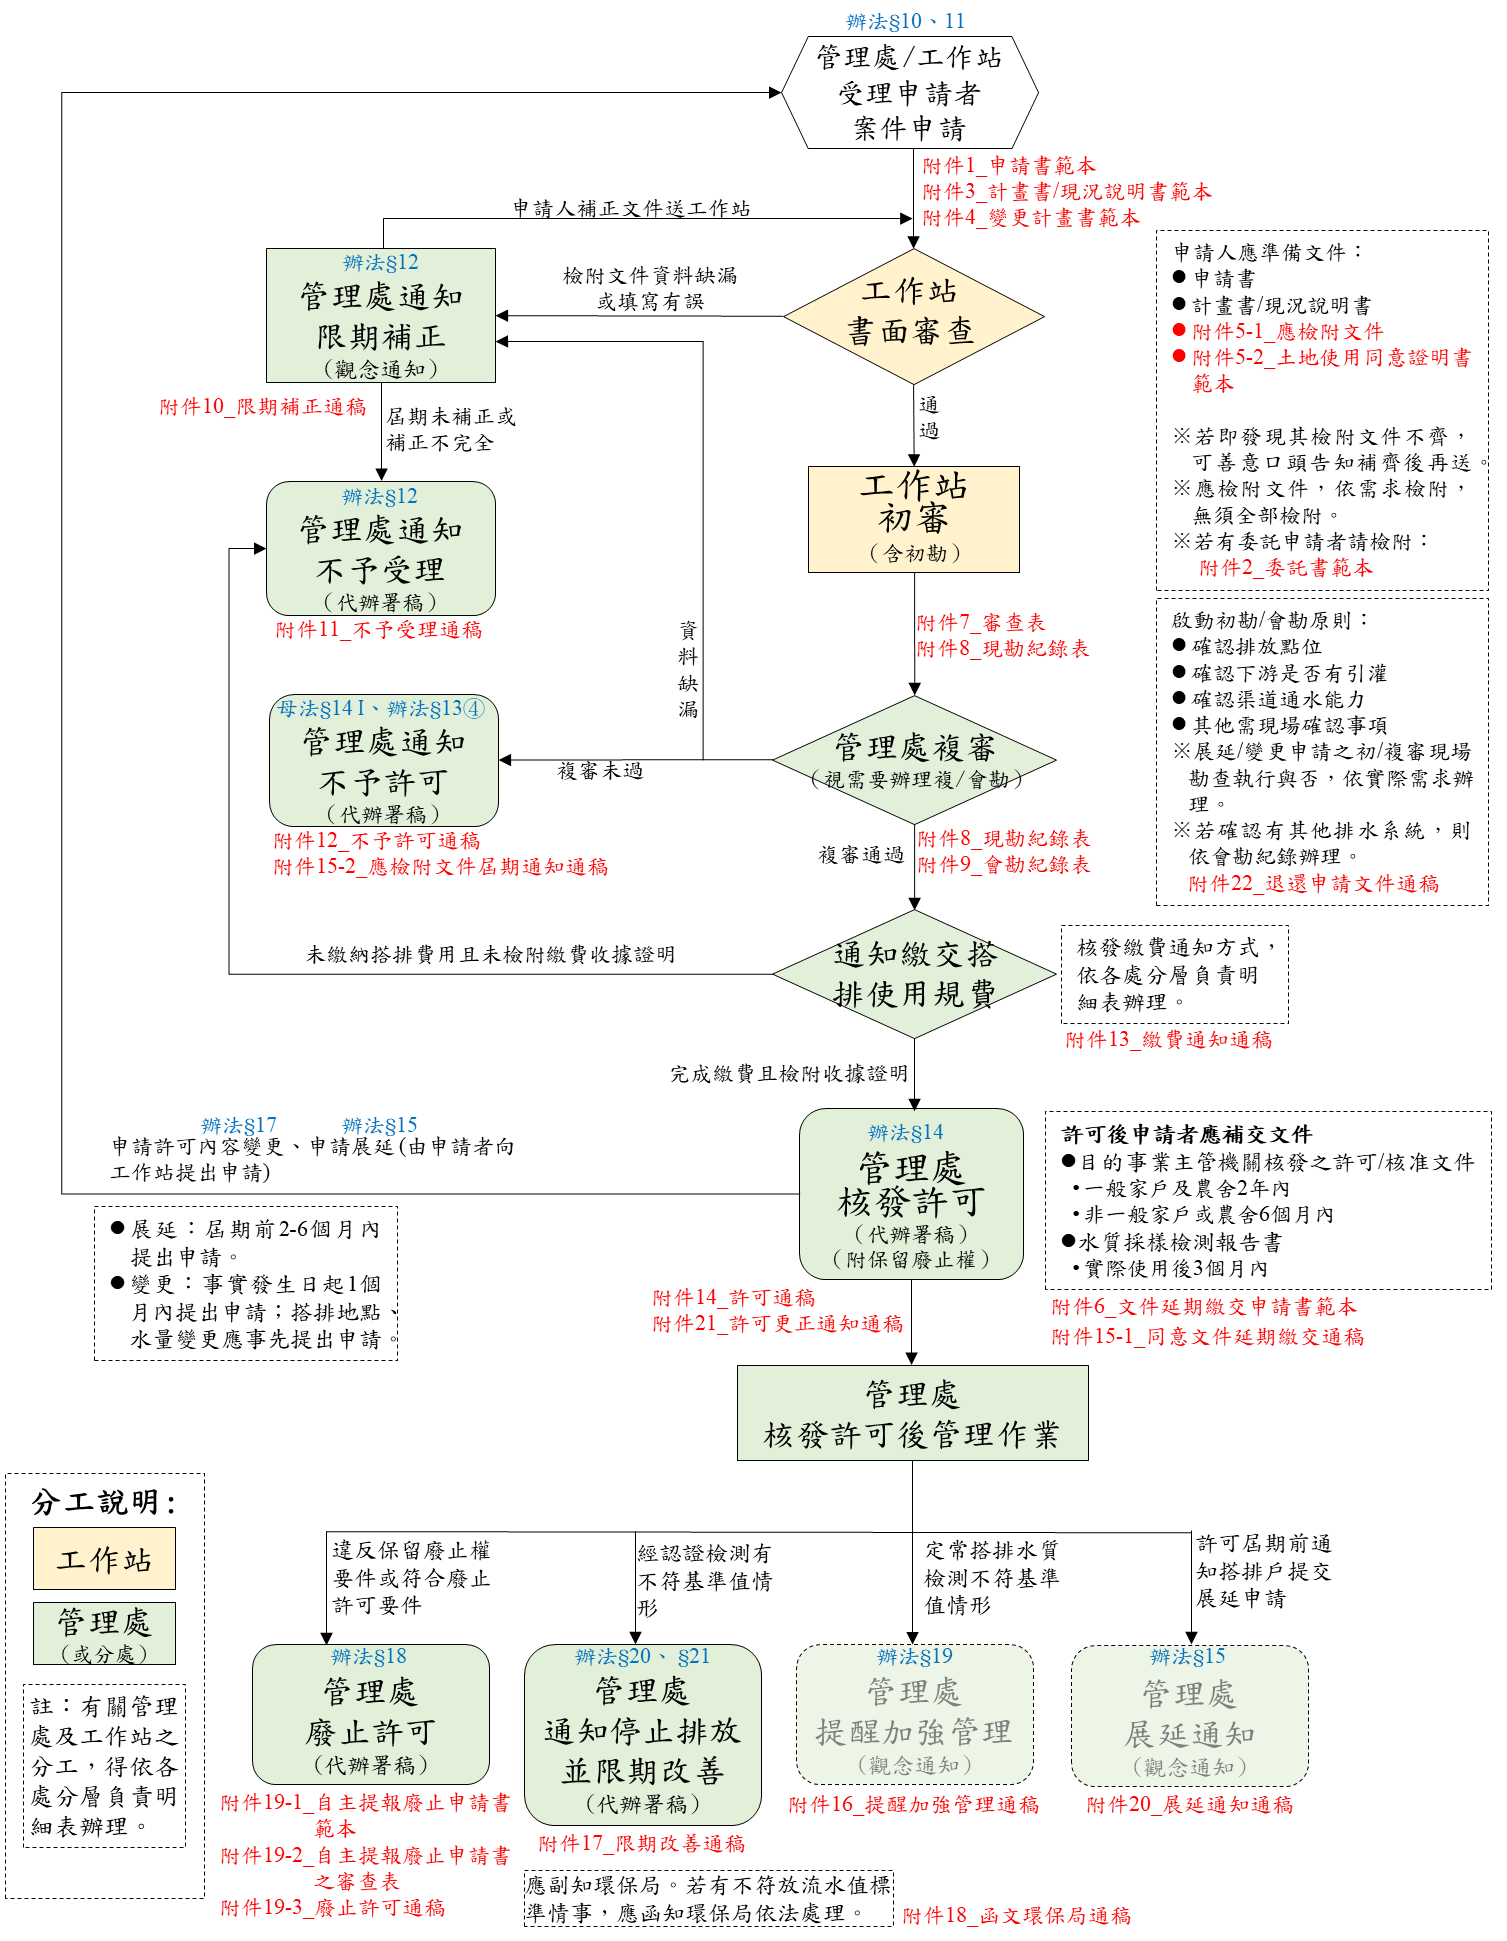 辦法§10、11
管理處/工作站
受理申請者
案件申請
附件1_申請書範本
附件3_計畫書/現況說明書範本
附件4_變更計畫書範本
申請人補正文件送工作站
辦法§12
管理處通知
限期補正
（觀念通知）
檢附文件資料缺漏
或填寫有誤
工作站
書面審查
附件10_限期補正通稿
屆期未補正或
補正不完全
通
過
申請人應準備文件：
●申請書
●計畫書/現況說明書
●附件5-1_應檢附文件
●附件5-2_土地使用同意證明書
範本
※若即發現其檢附文件不齊，
可善意口頭告知補齊後再送。
※應檢附文件，依需求檢附，
無須全部檢附。
※若有委託申請者請檢附：
附件2_委託書範本
辦法§12
管理處通知
不予受理
（代辦署稿）
附件11_不予受理通稿
工作站
初審
（含初勘）
附件7_審查表
附件8_現勘紀錄表
資
料
缺
漏
啟動初勘/會勘原則：
●確認排放點位
●確認下游是否有引灌
●確認渠道通水能力
●其他需現場確認事項
※展延/變更申請之初/複審現場
勘查執行與否，依實際需求辦
理。
※若確認有其他排水系統，則
依會勘紀錄辦理。
附件22_退還申請文件通稿
母法§14 I、辦法§13④
管理處通知
不予許可
（代辦署稿）
附件12_不予許可通稿
附件15-2_應檢附文件屆期通知通稿
複審未過
管理處複審
(視需要辦理複/會勘)
複審通過
附件8_現勘紀錄表
附件9_會勘紀錄表
未繳納搭排費用且未檢附繳費收據證明
通知繳交搭
排使用規費
核發繳費通知方式，
依各處分層負責明
細表辦理。
附件13_繳費通知通稿
完成繳費且檢附收據證明
辦法§17
辦法§15
申請許可內容變更、申請展延(由申請者向
工作站提出申請)
●展延：屆期前2-6個月內
提出申請。
●變更：事實發生日起1個
月內提出申請；搭排地點、
水量變更應事先提出申請。
辦法§14
管理處
核發許可
（代辦署稿）
（附保留廢止權）
附件14_許可通稿
附件21_許可更正通知通稿
許可後申請者應補交文件
●目的事業主管機關核發之許可/核准文件
•一般家戶及農舍2年內
•非一般家戶或農舍6個月內
●水質採樣檢測報告書
•實際使用後3個月內
附件6_文件延期繳交申請書範本
附件15-1_同意文件延期繳交通稿
管理處
核發許可後管理作業
分工說明：
工作站
管理處
（或分處）
註：有關管理
處及工作站之
分工，得依各
處分層負責明
細表辦理。
違反保留廢止權
要件或符合廢止
許可要件
辦法§18
管理處
廢止許可
(代辦署稿)
附件19-1_自主提報廢止申請書
範本
附件19-2_自主提報廢止申請書
之審查表
附件19-3_廢止許可通稿
經認證檢測有
不符基準值情
形
辦法§20、 §21
管理處
通知停止排放
並限期改善
(代辦署稿)
附件17_限期改善通稿
應副知環保局。若有不符放流水值標
準情事，應函知環保局依法處理。
附件18_函文環保局通稿
定常搭排水質
檢測不符基準
值情形
辦法§19
管理處
提醒加強管理
(觀念通知)
附件16_提醒加強管理通稿
許可屆期前通
知搭排戶提交
展延申請
辦法§15
管理處
展延通知
(觀念通知)
附件20_展延通知通稿